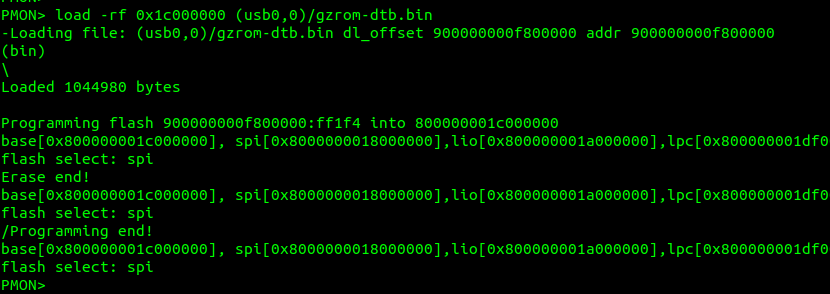 PMON>
PMON> load -rf 0x1c000000 (usb0,0)/gzrom-dtb.bin
-Loading file: (usb0,0)/gzrom-dtb.bin dl_offset 900000000f800000 addr 900000000f800000
(bin)
\
Loaded 1044980 bytes
Programming flash 900000000f800000:ff1f4 into 800000001c000000
base[0x800000001c000000], spi[0x8000000018000000],lio[0x800000001a000000],lpc[0x800000001df0
flash select: spi
Erase end!
base[0x800000001c000000], spi[0x8000000018000000],lio[0x800000001a000000],lpc[0x800000001df0
flash select: spi
/Programming end!
base[0x800000001c000000], spi[0x8000000018000000],lio[0x800000001a000000],lpc[0x800000001df0
flash select: spi
PMON>